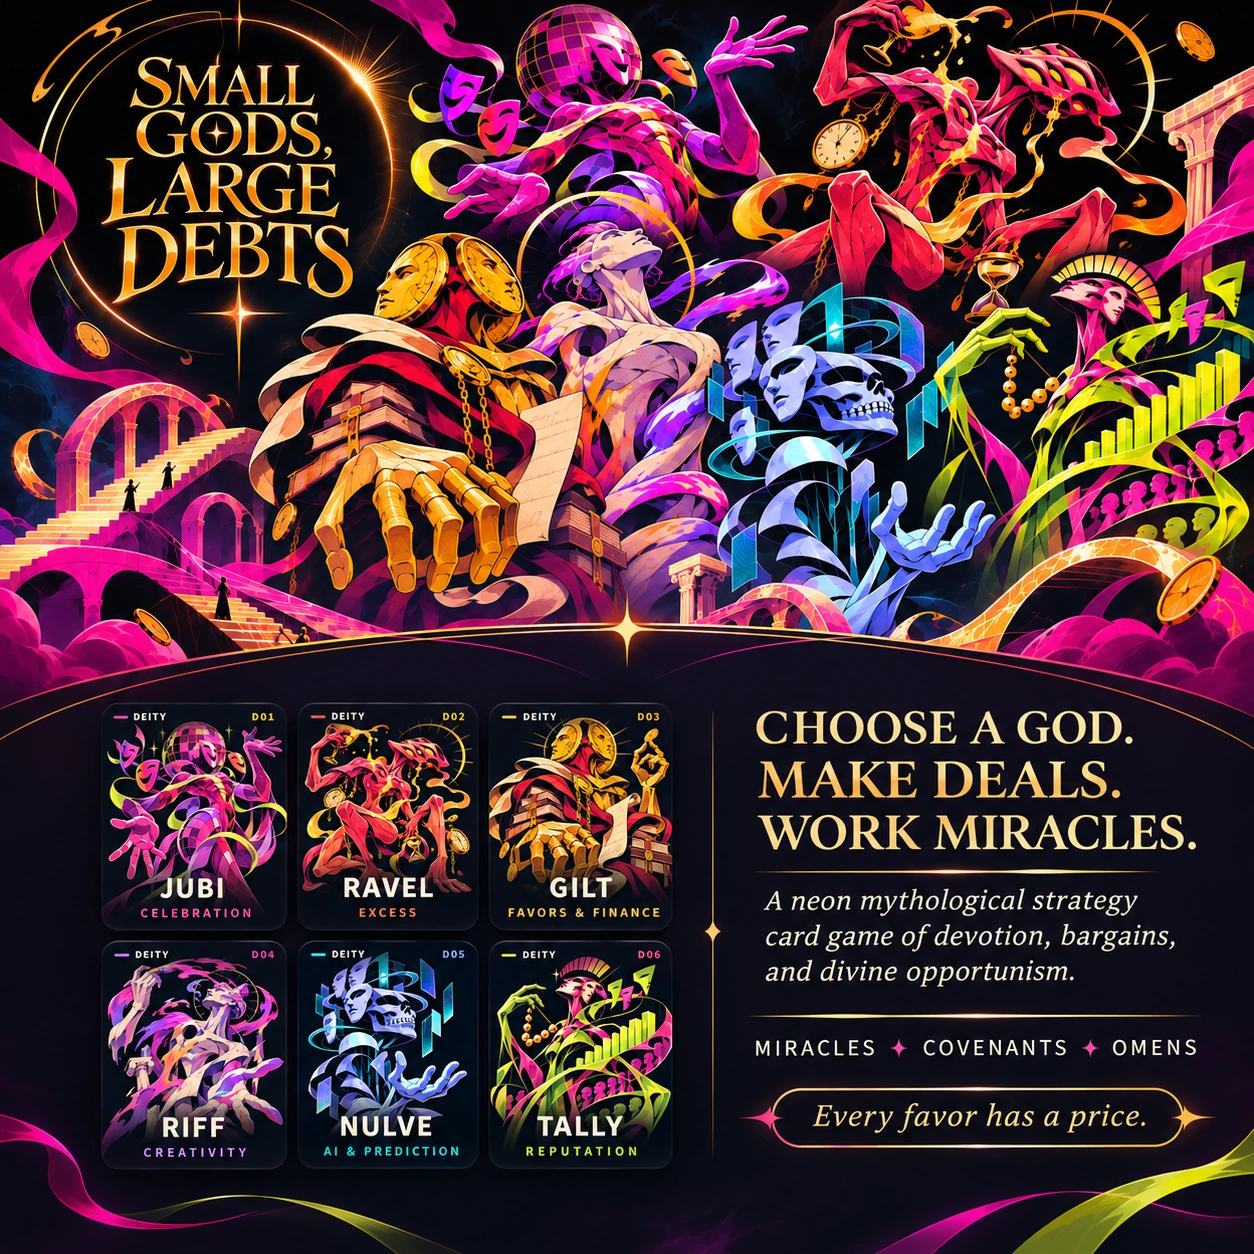 SMALL
GODS,
LARGE
DEBTS
DEITY D01
JUBI
CELEBRATION
DEITY D02
RAVEL
EXCESS
DEITY D03
GILT
FAVORS & FINANCE
DEITY D04
RIFF
CREATIVITY
DEITY D05
NULVE
AI & PREDICTION
DEITY D06
TALLY
REPUTATION
CHOOSE A GOD.
MAKE DEALS.
WORK MIRACLES.
A neon mythological strategy
card game of devotion, bargains,
and divine opportunism.
MIRACLES ✦ COVENANTS ✦ OMENS
Every favor has a price.